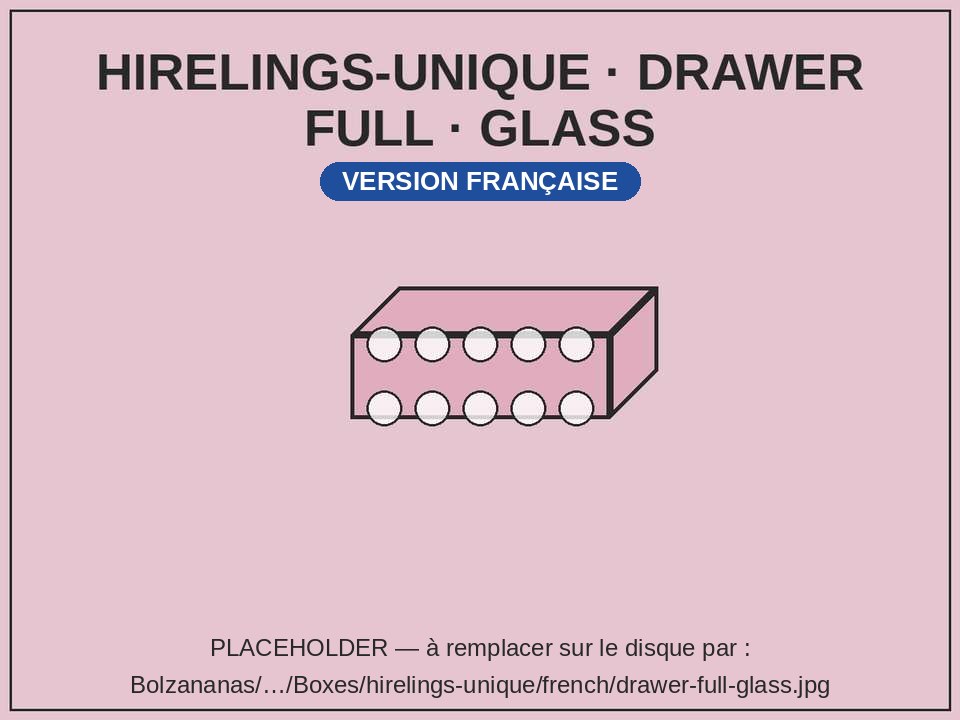 HIRELINGS-UNIQUE · DRAWER
FULL · GLASS
VERSION FRANÇAISE
PLACEHOLDER — à remplacer sur le disque par :
Bolzananas/…/Boxes/hirelings-unique/french/drawer-full-glass.jpg